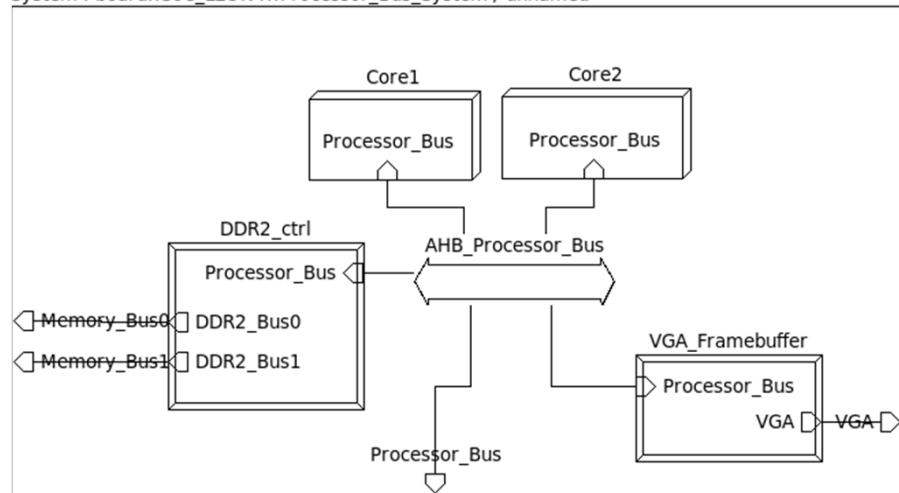 Core1
Core2
Processor_Bus
Processor_Bus
DDR2_ctrl
AHB_Processor_Bus
Processor_Bus
Memory_Bus0
DDR2_Bus0
Memory_Bus1
DDR2_Bus1
VGA_Framebuffer
Processor_Bus
VGA
VGA
Processor_Bus